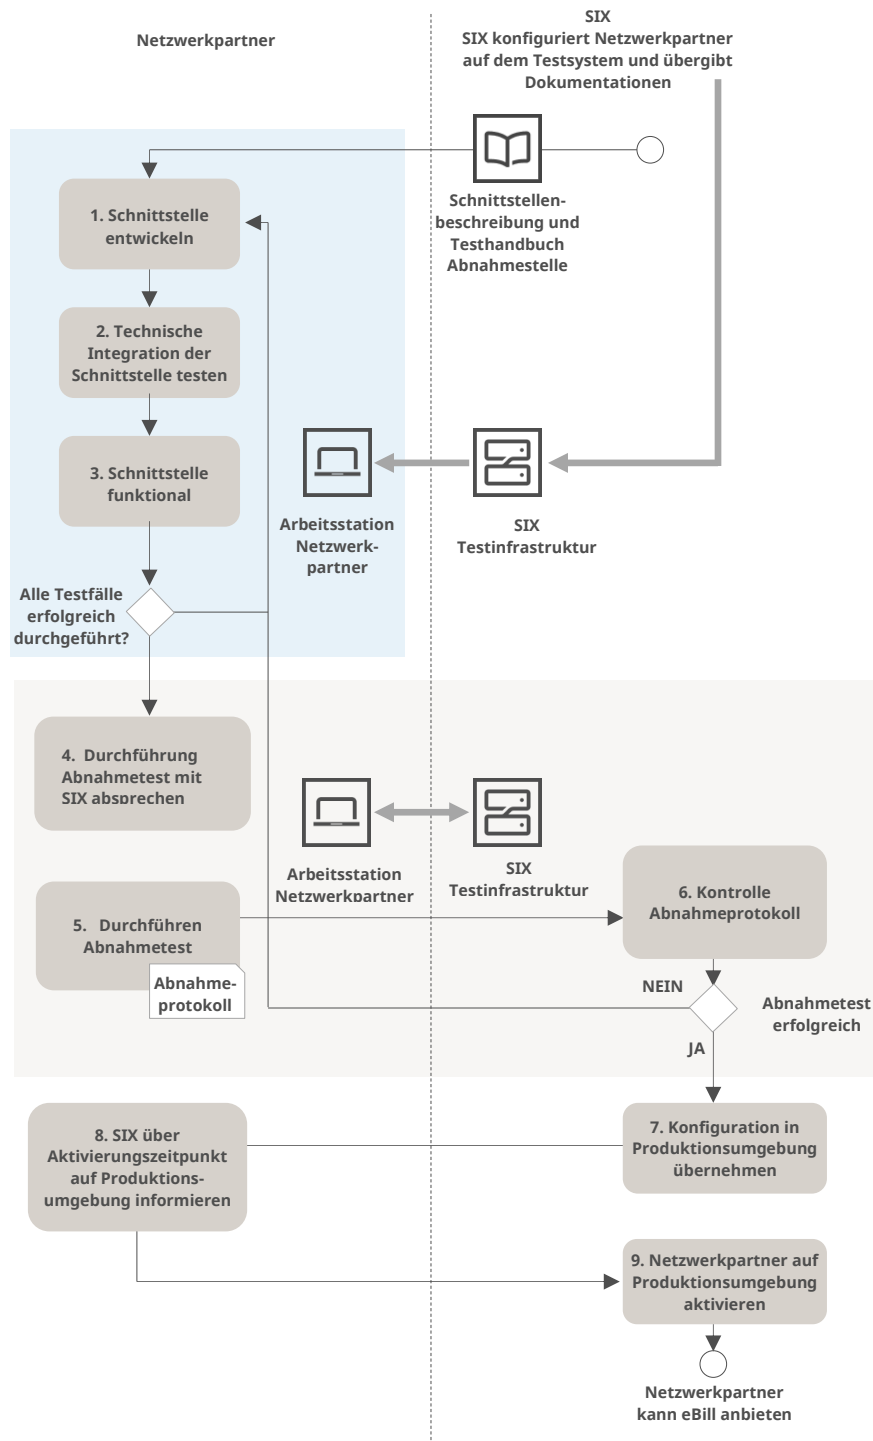 Netzwerkpartner
SIX
SIX konfiguriert Netzwerkpartner
auf dem Testsystem und übergibt
Dokumentationen
Schnittstellen-
beschreibung und
Testhandbuch
Abnahmestelle
1. Schnittstelle
entwickeln
2. Technische
Integration der
Schnittstelle testen
3. Schnittstelle
funktional
Arbeitsstation
Netzwerk-
partner
SIX
Testinfrastruktur
Alle Testfälle
erfolgreich
durchgeführt?
4. Durchführung
Abnahmetest mit
SIX absprechen
Arbeitsstation
Netzwerkpartner
SIX
Testinfrastruktur
5. Durchführen
Abnahmetest
Abnahme-
protokoll
6. Kontrolle
Abnahmeprotokoll
NEIN
Abnahmetest
erfolgreich
JA
7. Konfiguration in
Produktionsumgebung
übernehmen
8. SIX über
Aktivierungszeitpunkt
auf Produktions-
umgebung informieren
9. Netzwerkpartner auf
Produktionsumgebung
aktivieren
Netzwerkpartner
kann eBill anbieten